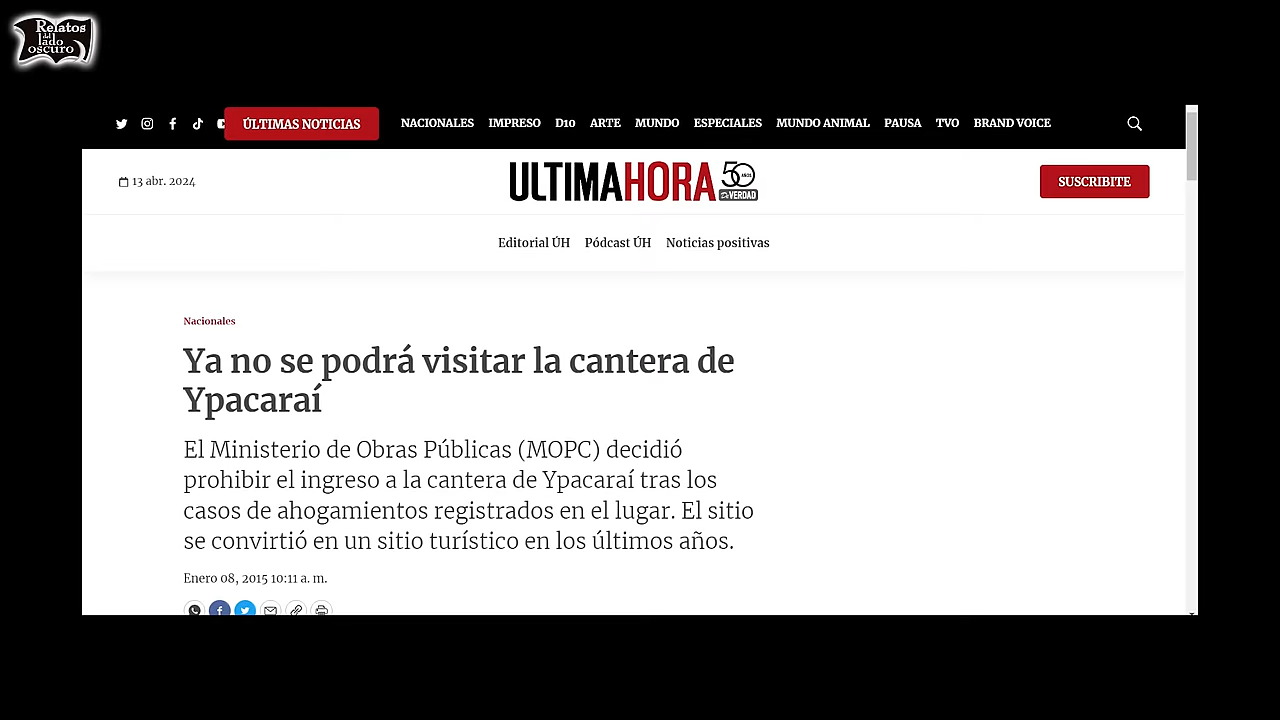 Relatos
del
lado
oscuro
ÚLTIMAS NOTICIAS NACIONALES IMPRESO D10 ARTE MUNDO ESPECIALES MUNDO ANIMAL PAUSA TVO BRAND VOICE
13 abr. 2024
ULTIMAHORA 50 AÑOS DE VERDAD
SUSCRIBITE
Editorial ÚH Pódcast ÚH Noticias positivas
Nacionales
Ya no se podrá visitar la cantera de
Ypacaraí
El Ministerio de Obras Públicas (MOPC) decidió
prohibir el ingreso a la cantera de Ypacaraí tras los
casos de ahogamientos registrados en el lugar. El sitio
se convirtió en un sitio turístico en los últimos años.
Enero 08, 2015 10:11 a. m.